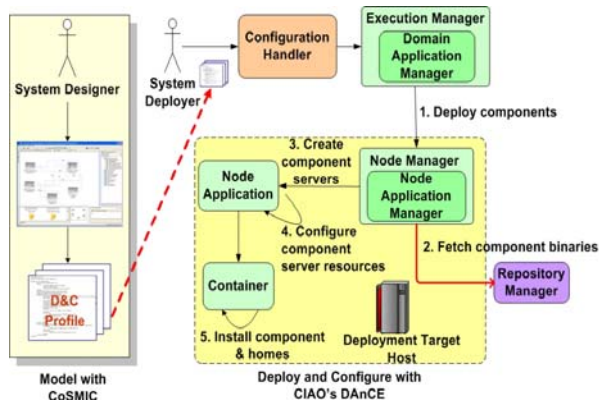 System Designer
D&C
Profile
Model with
CoSMIC
System
Deployer
Configuration
Handler
Execution Manager
Domain
Application
Manager
1. Deploy components
3. Create
component
servers
Node Manager
Node
Application
Manager
Node
Application
4. Configure
component
server resources
2. Fetch component binaries
Repository
Manager
Container
5. Install component
& homes
Deployment Target
Host
Deploy and Configure with
CIAO's DAnCE